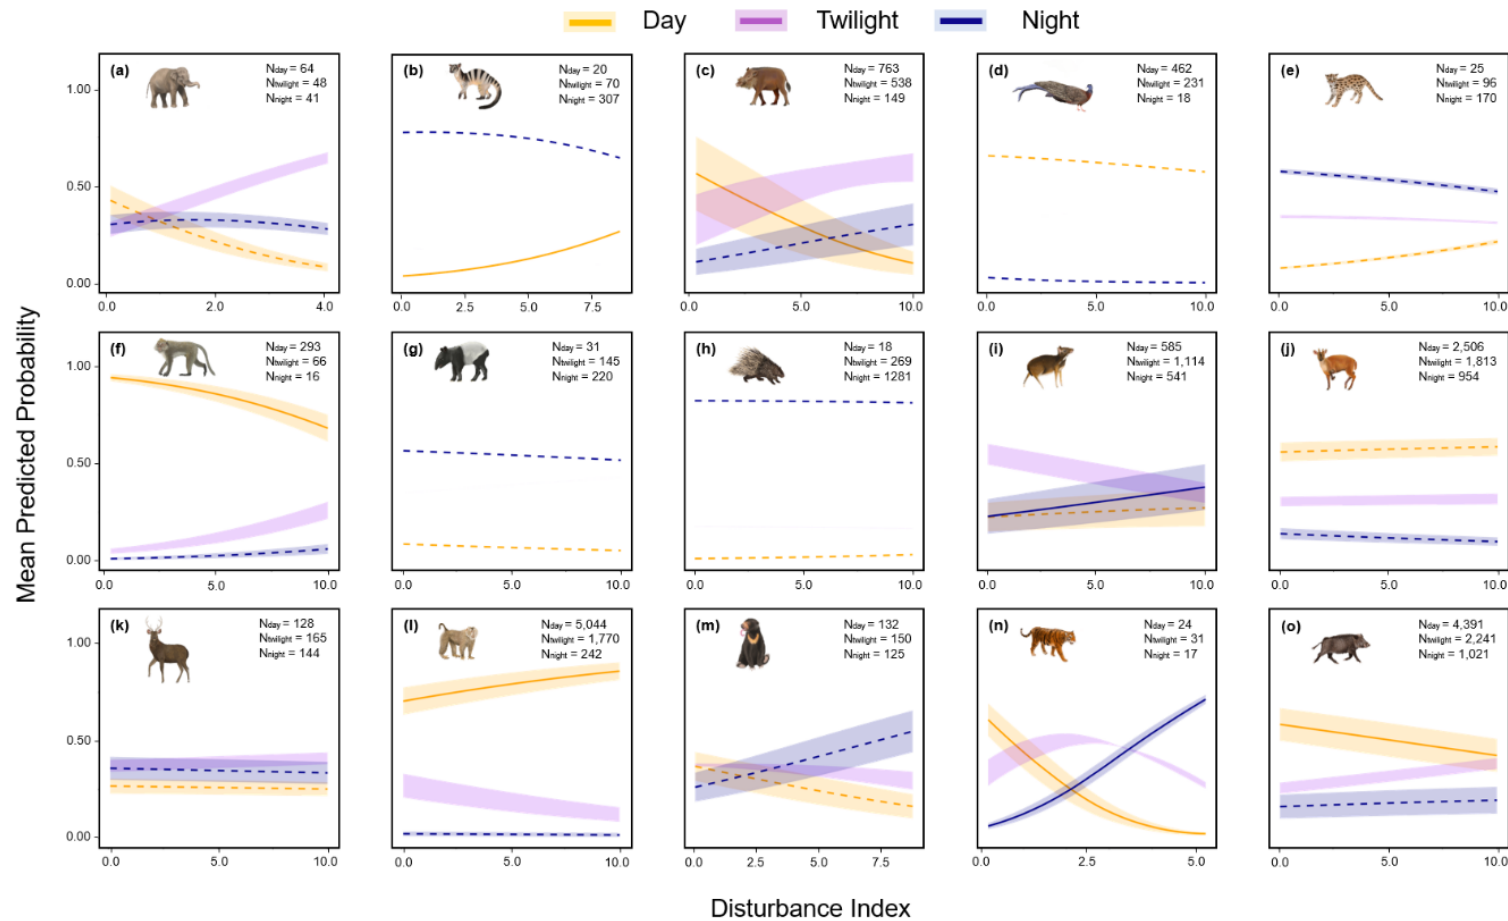 Day Twilight Night
(a) Nday = 64
Ntwilight = 48
Nnight = 41
(b) Nday = 20
Ntwilight = 70
Nnight = 307
(c) Nday = 763
Ntwilight = 538
Nnight = 149
(d) Nday = 462
Ntwilight = 231
Nnight = 18
(e) Nday = 25
Ntwilight = 96
Nnight = 170
1.00
0.50
0.00
0.0 1.0 2.0 3.0 4.0
0.0 2.5 5.0 7.5
0.0 5.0 10.0
0.0 5.0 10.0
0.0 5.0 10.0
(f) Nday = 293
Ntwilight = 66
Nnight = 16
(g) Nday = 31
Ntwilight = 145
Nnight = 220
(h) Nday = 18
Ntwilight = 269
Nnight = 1281
(i) Nday = 585
Ntwilight = 1,114
Nnight = 541
(j) Nday = 2,506
Ntwilight = 1,813
Nnight = 954
1.00
0.50
0.00
0.0 5.0 10.0
0.0 5.0 10.0
0.0 5.0 10.0
0.0 5.0 10.0
0.0 5.0 10.0
(k) Nday = 128
Ntwilight = 165
Nnight = 144
(l) Nday = 5,044
Ntwilight = 1,770
Nnight = 242
(m) Nday = 132
Ntwilight = 150
Nnight = 125
(n) Nday = 24
Ntwilight = 31
Nnight = 17
(o) Nday = 4,391
Ntwilight = 2,241
Nnight = 1,021
1.00
0.50
0.00
0.0 5.0 10.0
0.0 5.0 10.0
0.0 2.5 5.0 7.5
0.0 2.5 5.0
0.0 5.0 10.0
Mean Predicted Probability
Disturbance Index